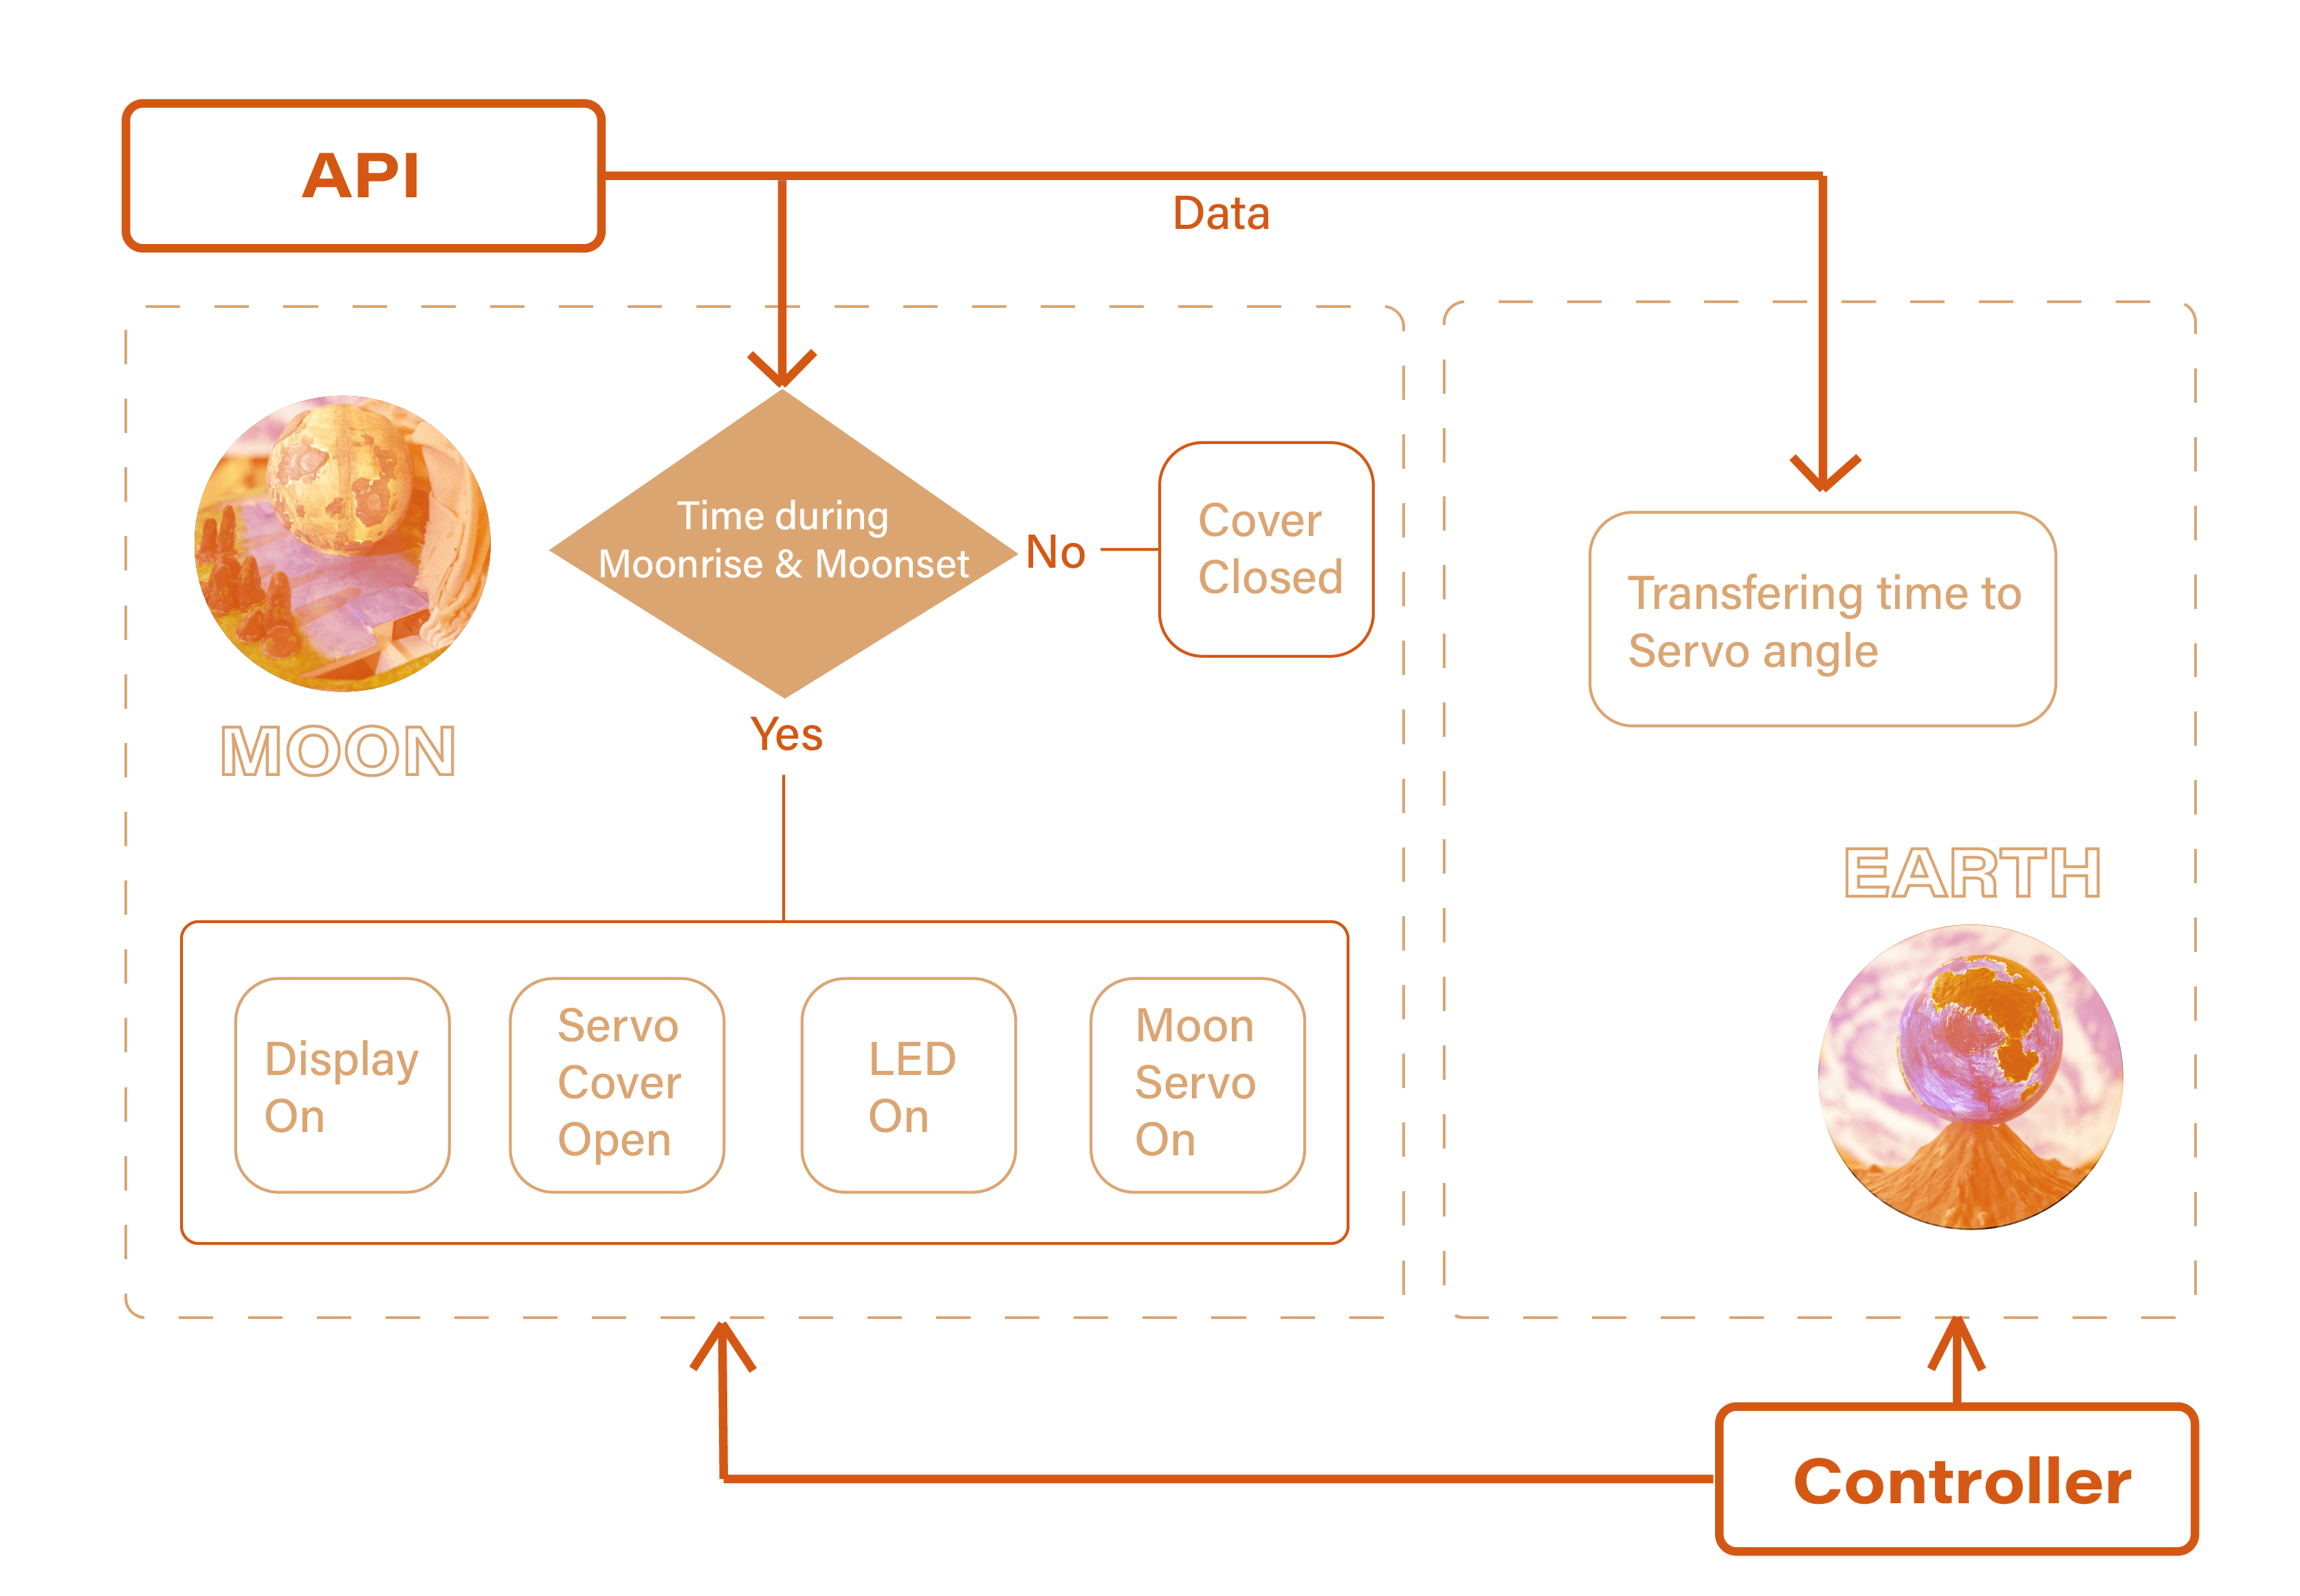 API
Data
Time during
Moonrise & Moonset
No
Cover
Closed
Yes
MOON
Display
On
Servo
Cover
Open
LED
On
Moon
Servo
On
Transfering time to
Servo angle
EARTH
Controller